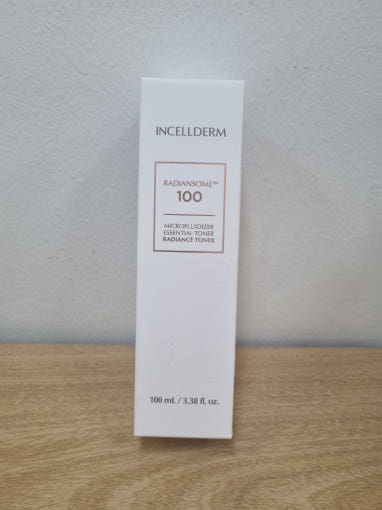 INCELLDERM
RADIANSOME™
100
MICROFLUIDIZER
ESSENTIAL TONER
RADIANCE TONER
100 mL / 3.38 fl. oz.